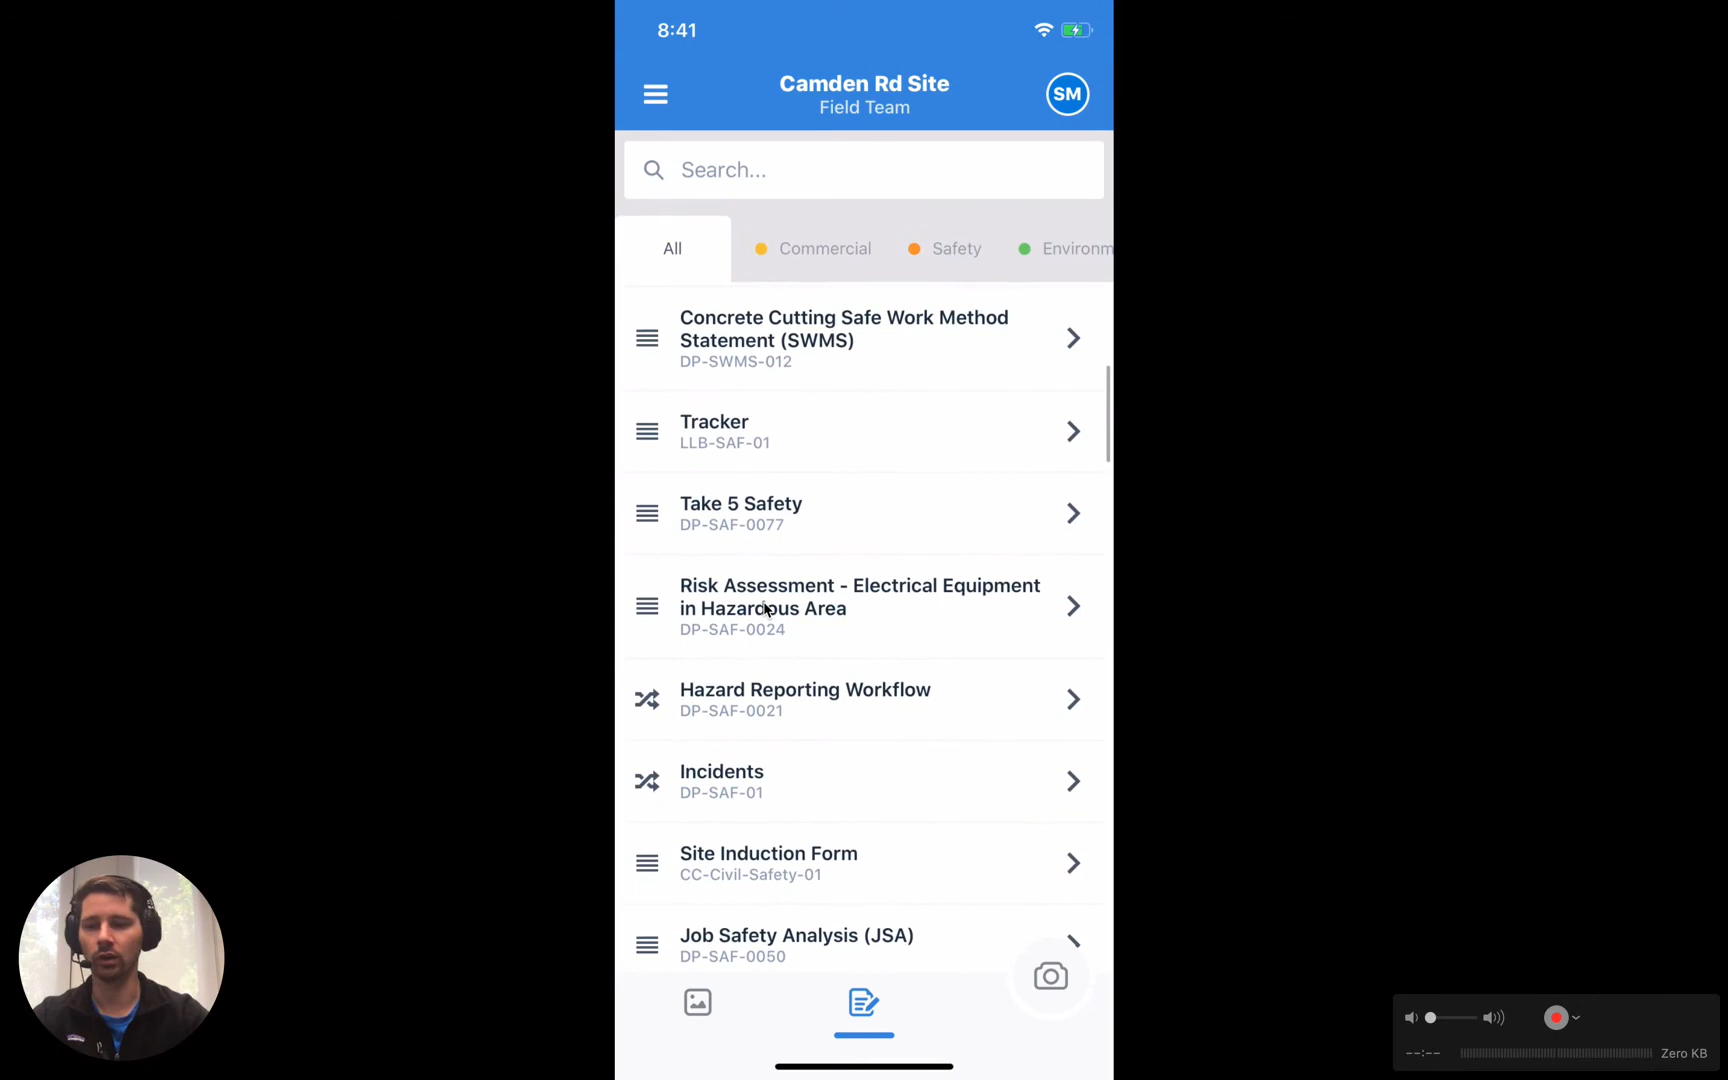 8:41
Camden Rd Site
SM
Field Team
Search...
All
Commercial
Safety
Environm
Concrete Cutting Safe Work Method
Statement (SWMS)
DP-SWMS-012
Tracker
LLB-SAF-01
Take 5 Safety
DP-SAF-0077
Risk Assessment - Electrical Equipment
in Hazardous Area
DP-SAF-0024
Hazard Reporting Workflow
DP-SAF-0021
Incidents
DP-SAF-01
Site Induction Form
CC-Civil-Safety-01
Job Safety Analysis (JSA)
DP-SAF-0050
--:--
Zero KB